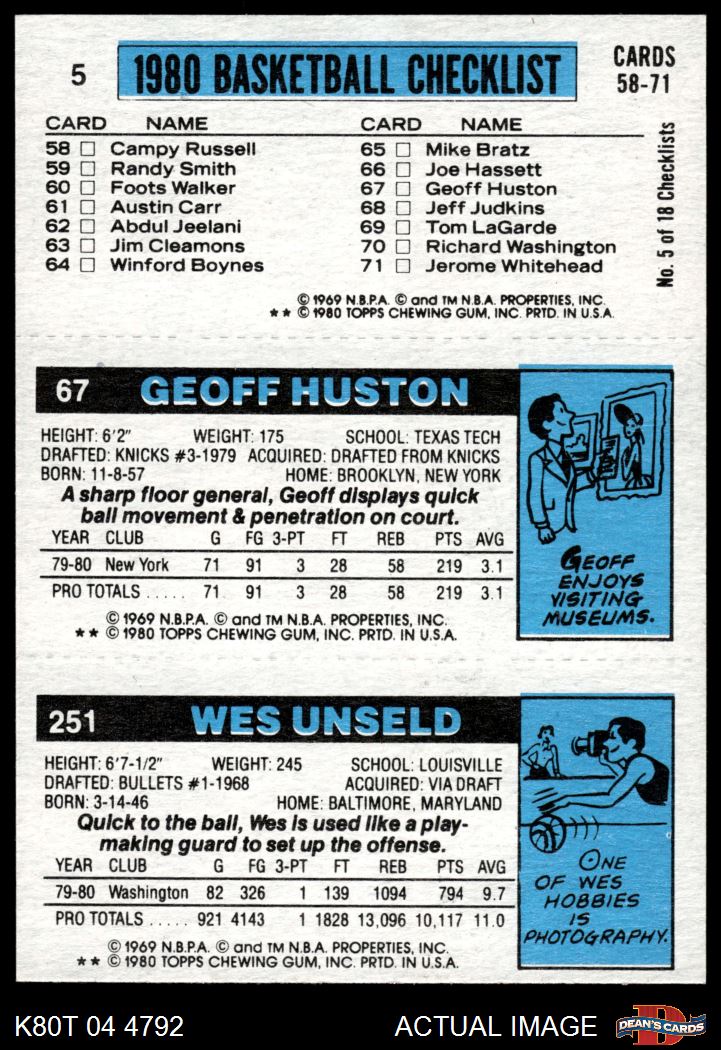 5
1980 BASKETBALL CHECKLIST
CARDS
58-71
CARD NAME CARD NAME
58 □ Campy Russell 65 □ Mike Bratz
59 □ Randy Smith 66 □ Joe Hassett
60 □ Foots Walker 67 □ Geoff Huston
61 □ Austin Carr 68 □ Jeff Judkins
62 □ Abdul Jeelani 69 □ Tom LaGarde
63 □ Jim Cleamons 70 □ Richard Washington
64 □ Winford Boynes 71 □ Jerome Whitehead
No. 5 of 18 Checklists
© 1969 N.B.P.A. © and TM N.B.A. PROPERTIES, INC.
** © 1980 TOPPS CHEWING GUM, INC. PRTD. IN U.S.A.
67 GEOFF HUSTON
HEIGHT: 6'2" WEIGHT: 175 SCHOOL: TEXAS TECH
DRAFTED: KNICKS #3-1979 ACQUIRED: DRAFTED FROM KNICKS
BORN: 11-8-57 HOME: BROOKLYN, NEW YORK
A sharp floor general, Geoff displays quick
ball movement & penetration on court.
YEAR CLUB G FG 3-PT FT REB PTS AVG
79-80 New York 71 91 3 28 58 219 3.1
PRO TOTALS ..... 71 91 3 28 58 219 3.1
© 1969 N.B.P.A. © and TM N.B.A. PROPERTIES, INC.
** © 1980 TOPPS CHEWING GUM, INC. PRTD. IN U.S.A.
GEOFF
ENJOYS
VISITING
MUSEUMS.
251 WES UNSELD
HEIGHT: 6'7-1/2" WEIGHT: 245 SCHOOL: LOUISVILLE
DRAFTED: BULLETS #1-1968 ACQUIRED: VIA DRAFT
BORN: 3-14-46 HOME: BALTIMORE, MARYLAND
Quick to the ball, Wes is used like a play-
making guard to set up the offense.
YEAR CLUB G FG 3-PT FT REB PTS AVG
79-80 Washington 82 326 1 139 1094 794 9.7
PRO TOTALS ..... 921 4143 1 1828 13,096 10,117 11.0
© 1969 N.B.P.A. © and TM N.B.A. PROPERTIES, INC.
** © 1980 TOPPS CHEWING GUM, INC. PRTD. IN U.S.A.
ONE
OF WES
HOBBIES
IS
PHOTOGRAPHY.
K80T 04 4792 ACTUAL IMAGE
D
DEAN'S CARDS